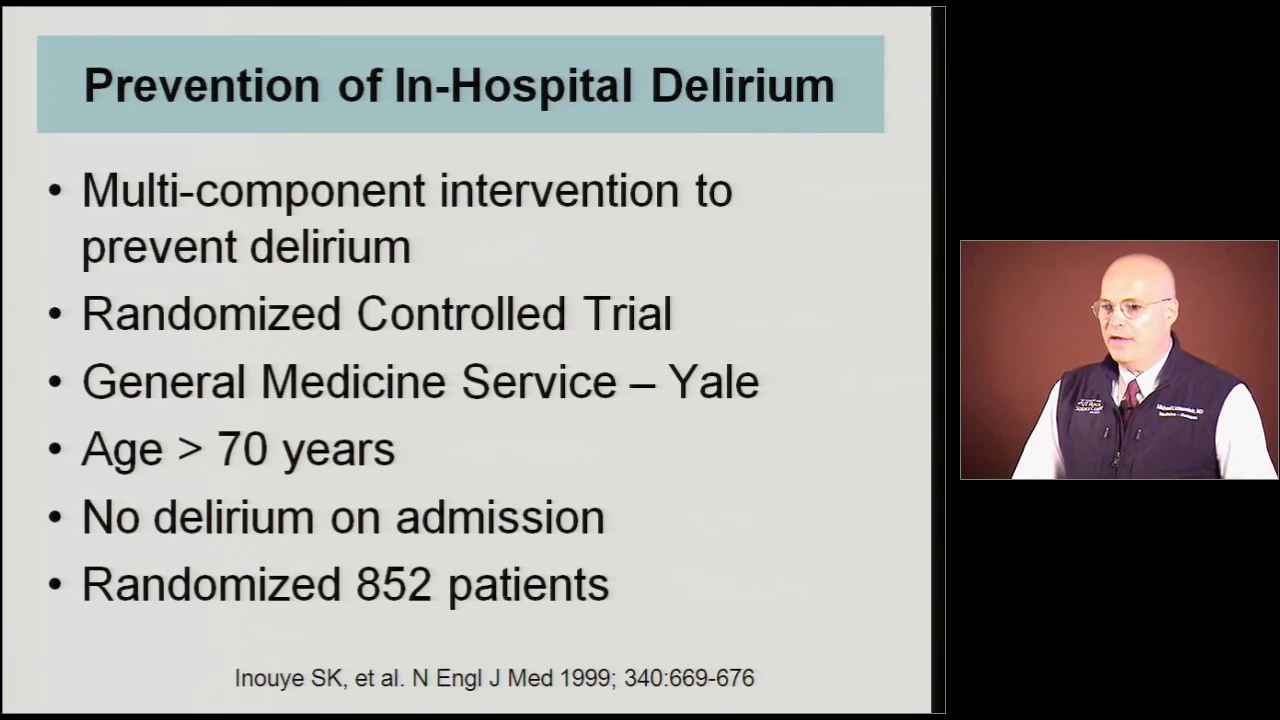 Prevention of In-Hospital Delirium
• Multi-component intervention to
prevent delirium
• Randomized Controlled Trial
• General Medicine Service – Yale
• Age > 70 years
• No delirium on admission
• Randomized 852 patients
Inouye SK, et al. N Engl J Med 1999; 340:669-676